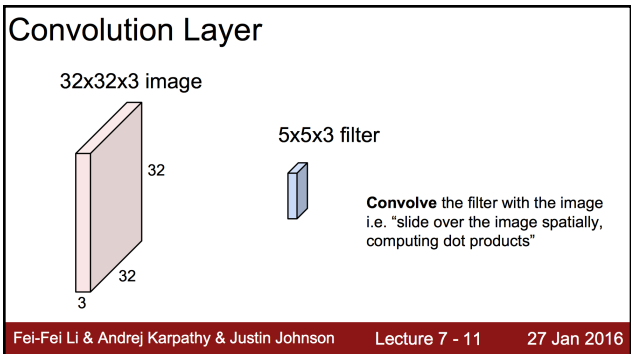 Convolution Layer
32x32x3 image
5x5x3 filter
32
Convolve the filter with the image
i.e. “slide over the image spatially,
computing dot products”
32
3
Fei-Fei Li & Andrej Karpathy & Justin Johnson Lecture 7 - 11 27 Jan 2016